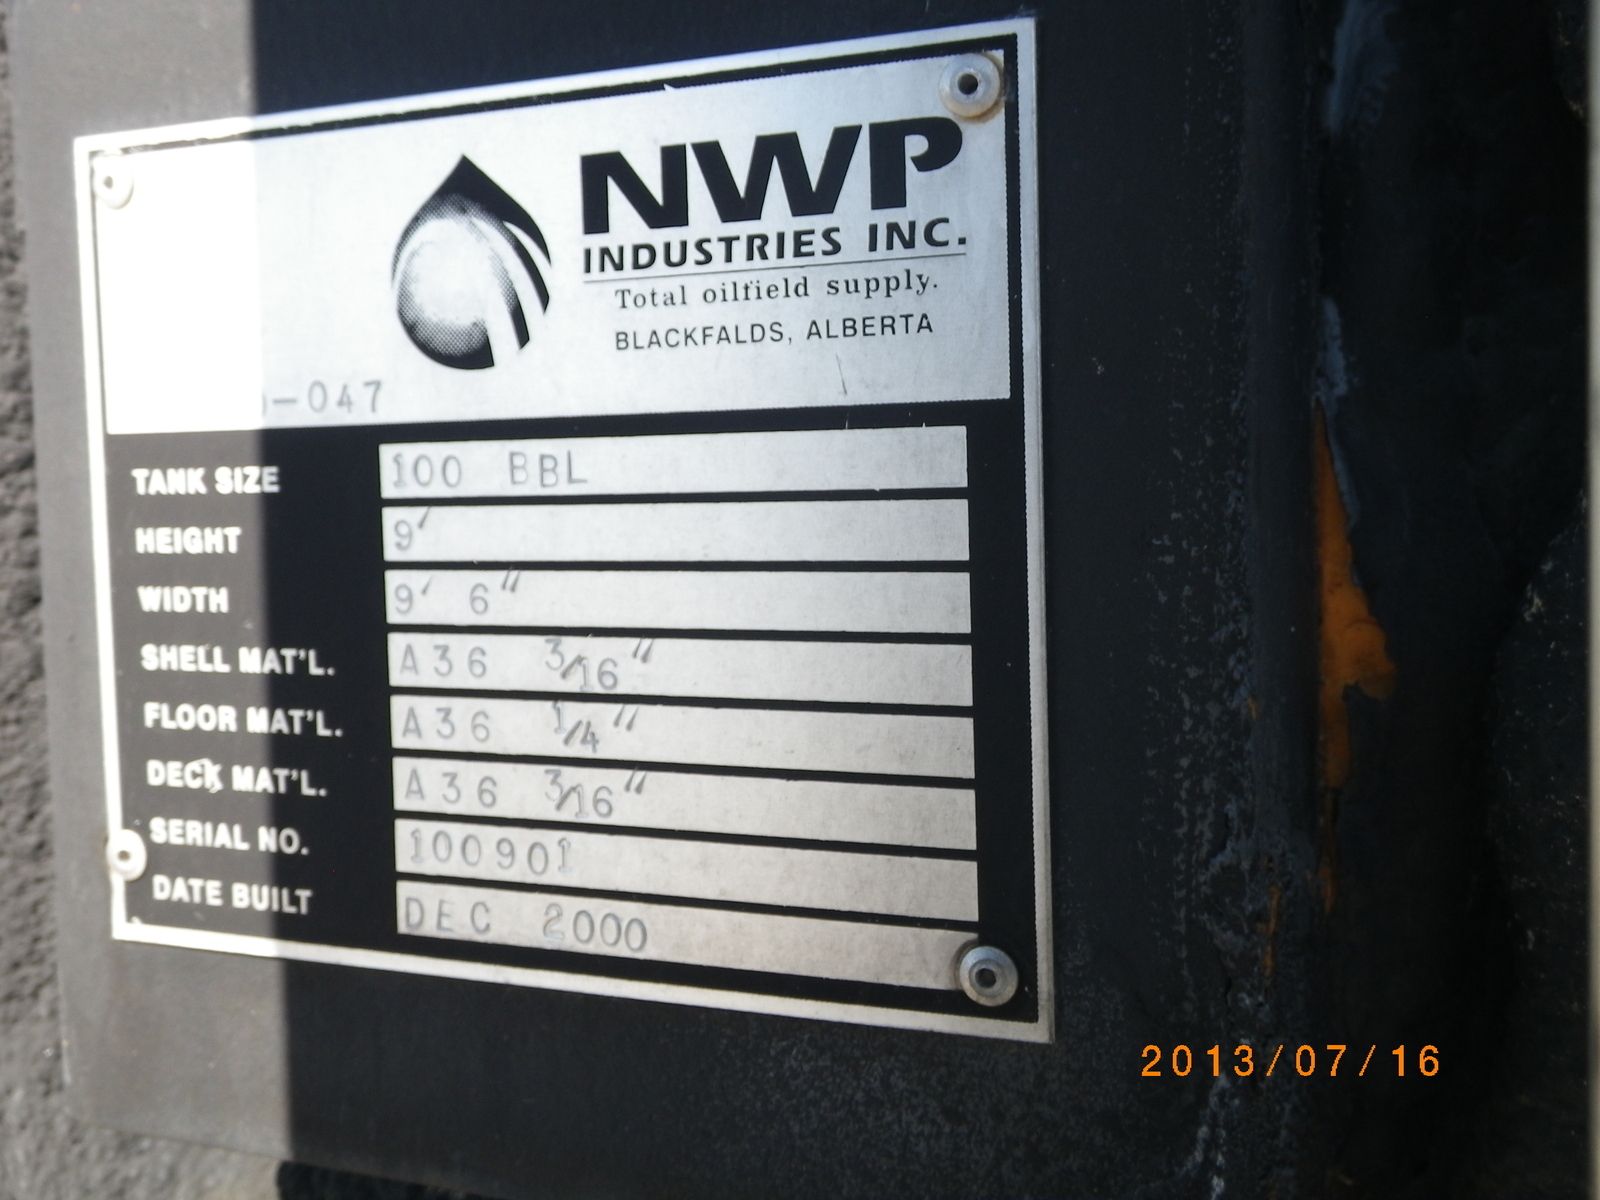 NWP
INDUSTRIES INC.
Total oilfield supply.
BLACKFALDS, ALBERTA
-047
TANK SIZE 100 BBL
HEIGHT 9'
WIDTH 9' 6"
SHELL MAT'L. A36 3/16"
FLOOR MAT'L. A36 1/4"
DECK MAT'L. A36 3/16"
SERIAL NO. 100901
DATE BUILT DEC 2000
2013/07/16